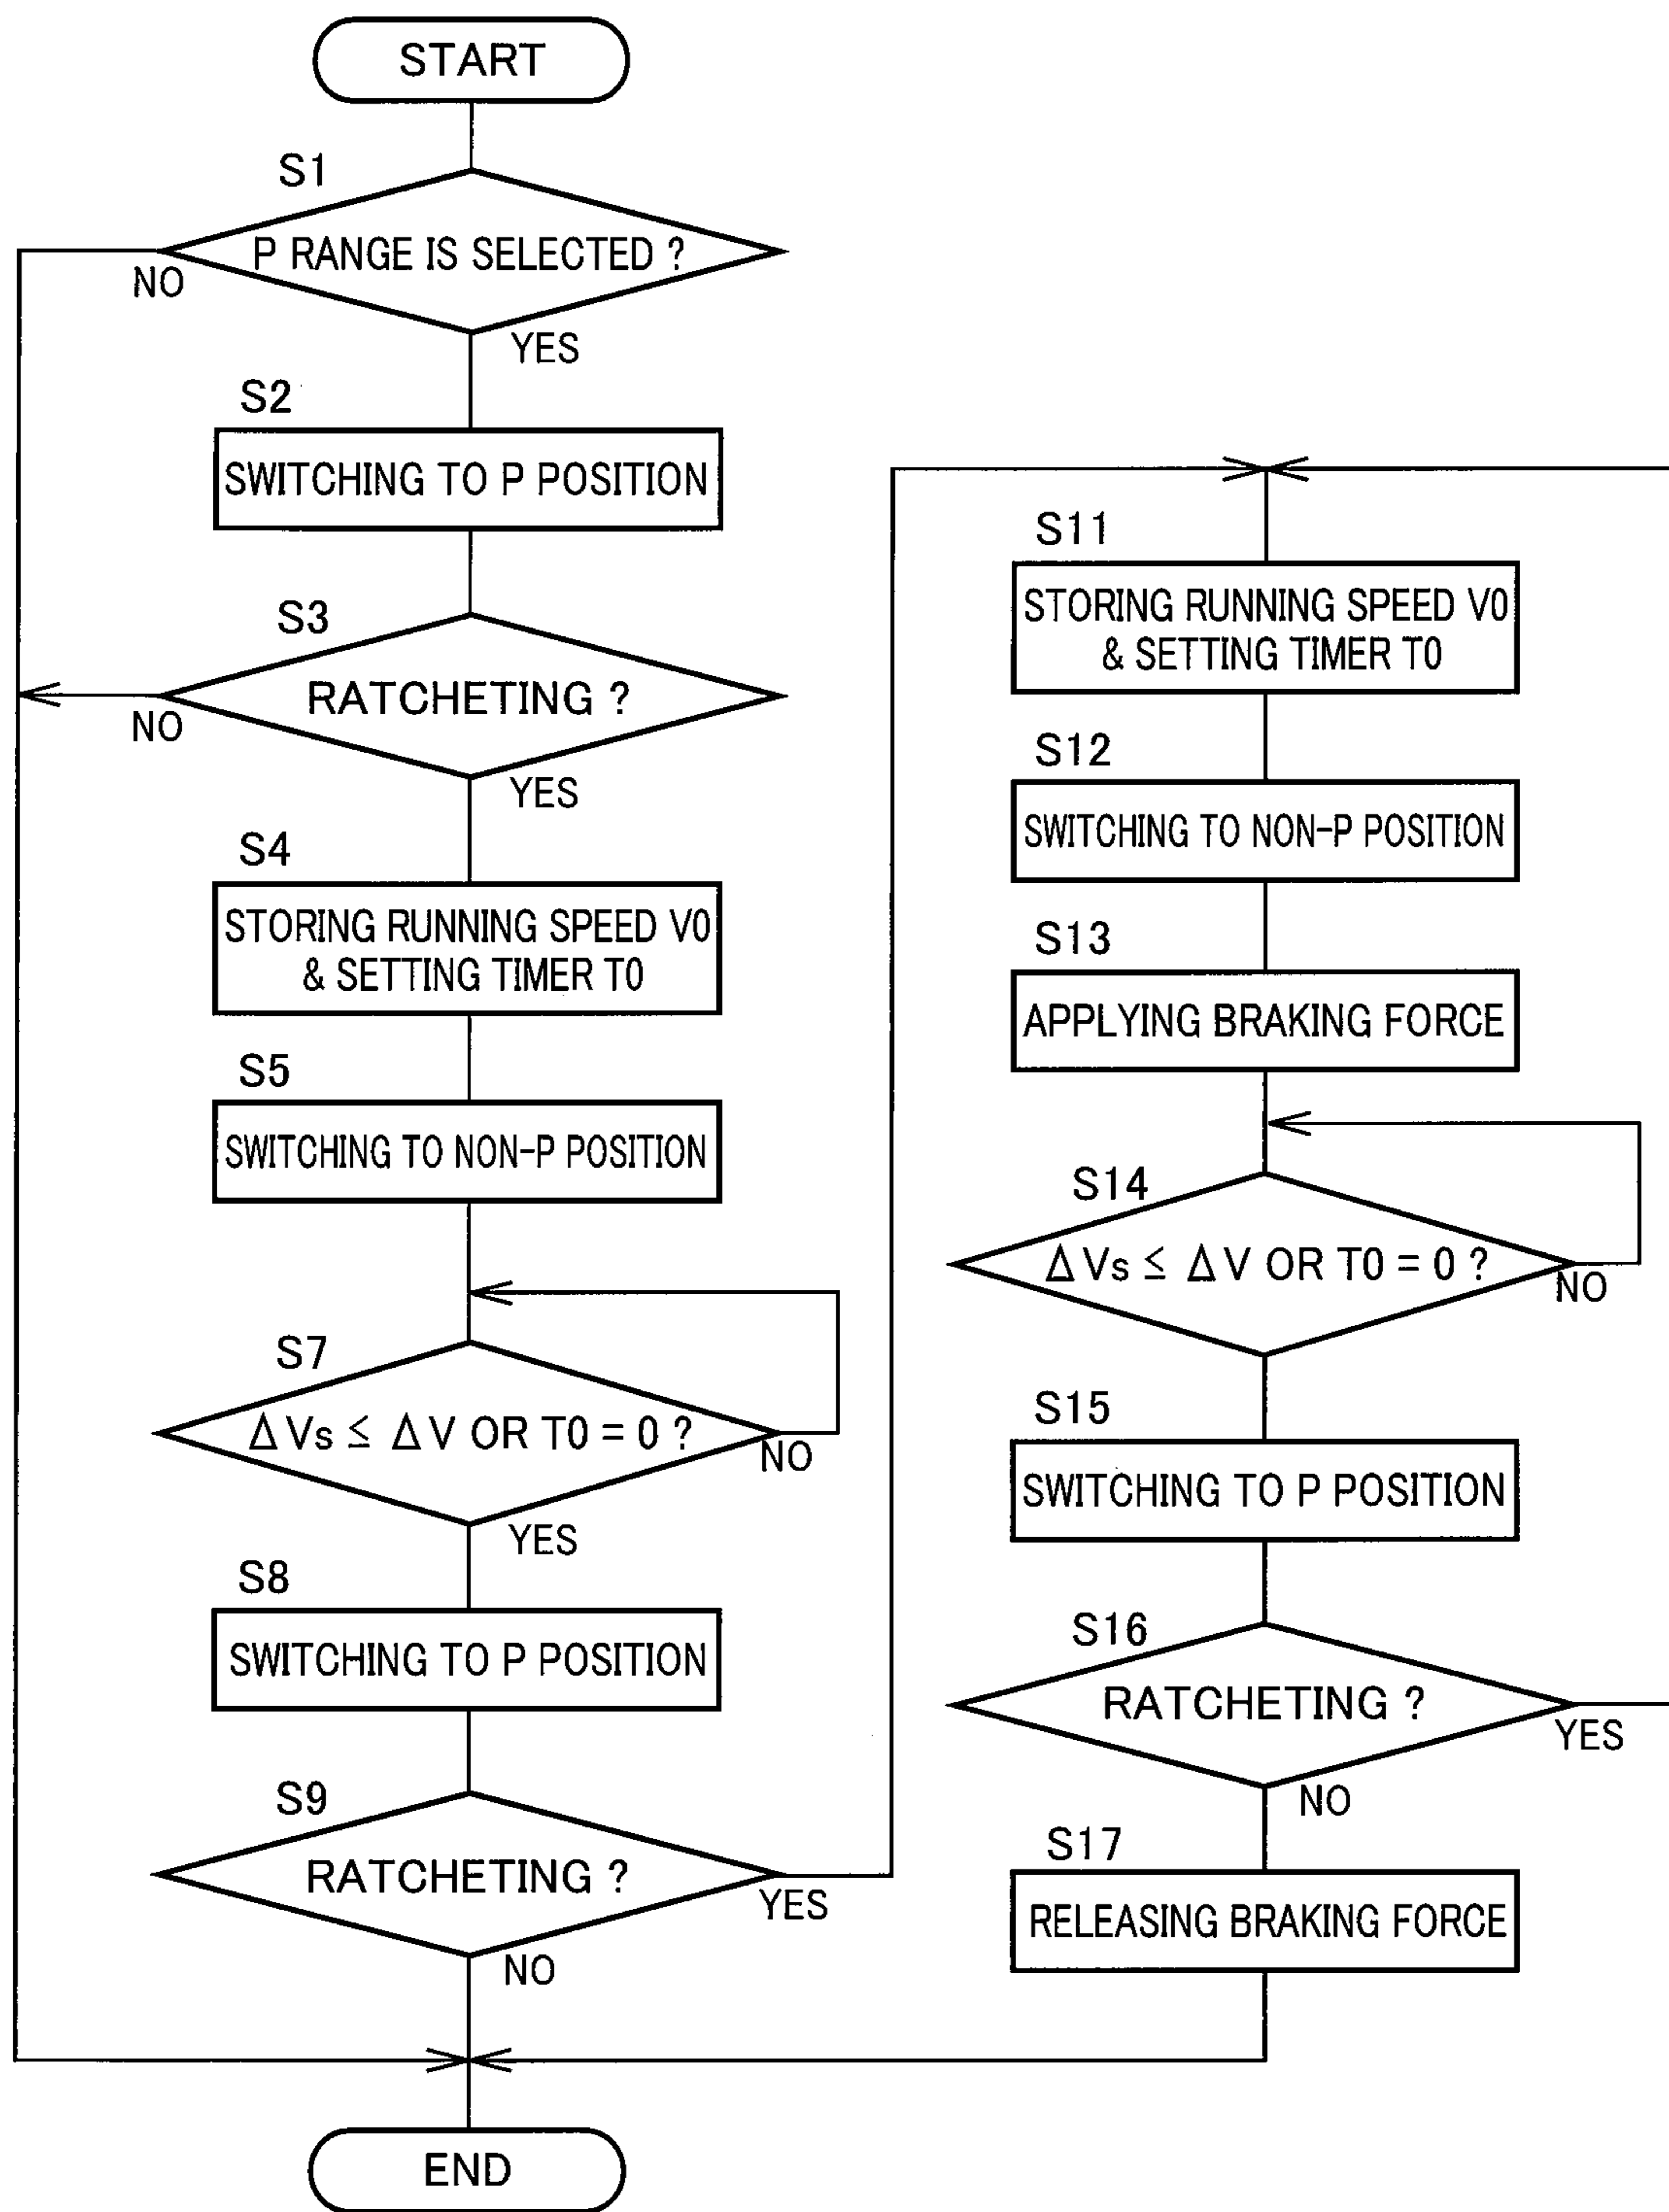 START
S1
P RANGE IS SELECTED ?
NO
YES
S2
SWITCHING TO P POSITION
S3
RATCHETING ?
NO
YES
S4
STORING RUNNING SPEED V0
& SETTING TIMER T0
S5
SWITCHING TO NON-P POSITION
S7
ΔVs ≤ ΔV OR T0 = 0 ?
NO
YES
S8
SWITCHING TO P POSITION
S9
RATCHETING ?
YES
NO
END
S11
STORING RUNNING SPEED V0
& SETTING TIMER T0
S12
SWITCHING TO NON-P POSITION
S13
APPLYING BRAKING FORCE
S14
ΔVs ≤ ΔV OR T0 = 0 ?
NO
S15
SWITCHING TO P POSITION
S16
RATCHETING ?
YES
NO
S17
RELEASING BRAKING FORCE